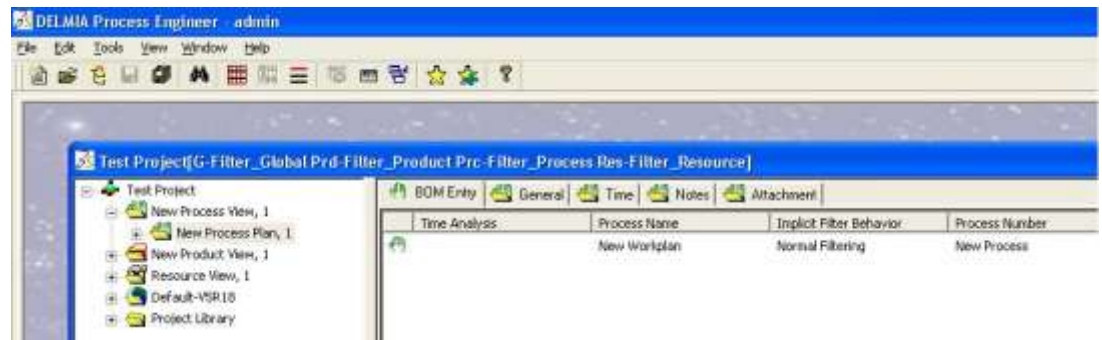 DELMIA Process Engineer - admin
File Edit Tools View Window Help
Test Project[G-Filter_Global Prd-Filter_Product Prc-Filter_Process Res-Filter_Resource]
Test Project
New Process View, 1
New Process Plan, 1
New Product View, 1
Resource View, 1
Default-V5R18
Project Library
BOM Entry General Time Notes Attachment
Time Analysis Process Name Implicit Filter Behavior Process Number
New Workplan Normal Filtering New Process